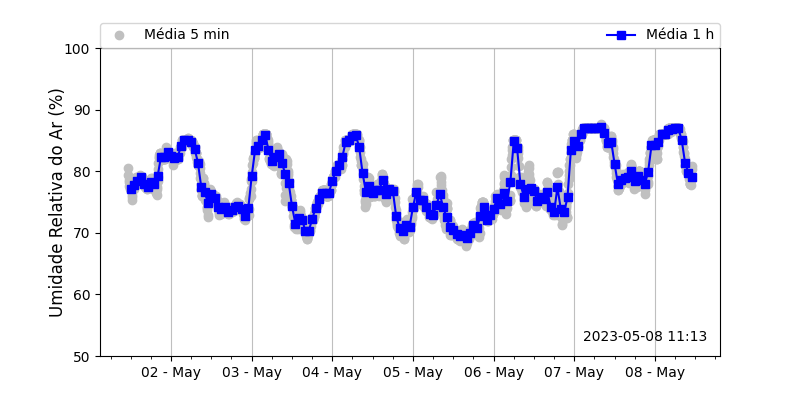 Média 5 min
Média 1 h
100
90
80
70
60
50
Umidade Relativa do Ar (%)
2023-05-08 11:13
02 - May
03 - May
04 - May
05 - May
06 - May
07 - May
08 - May